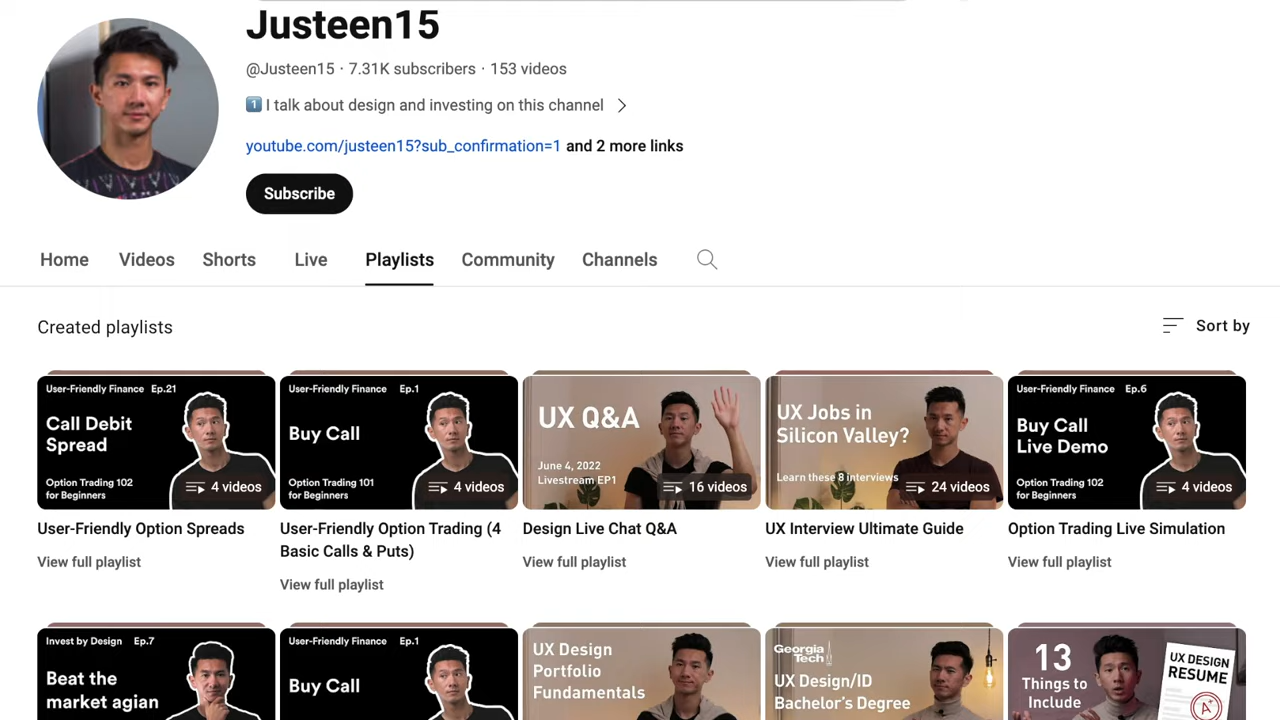 Justeen15
@Justeen15 · 7.31K subscribers · 153 videos
1️⃣ I talk about design and investing on this channel >
youtube.com/justeen15?sub_confirmation=1 and 2 more links
Subscribe
Home Videos Shorts Live Playlists Community Channels
Created playlists
Sort by
User-Friendly Finance Ep.21
Call Debit
Spread
Option Trading 102
for Beginners
4 videos
User-Friendly Option Spreads
View full playlist
User-Friendly Finance Ep.1
Buy Call
Option Trading 101
for Beginners
4 videos
User-Friendly Option Trading (4
Basic Calls & Puts)
View full playlist
UX Q&A
June 4, 2022
Livestream EP1
16 videos
Design Live Chat Q&A
View full playlist
UX Jobs in
Silicon Valley?
Learn these 8 interviews
24 videos
UX Interview Ultimate Guide
View full playlist
User-Friendly Finance Ep.6
Buy Call
Live Demo
Option Trading 102
for Beginners
4 videos
Option Trading Live Simulation
View full playlist
Invest by Design Ep.7
Beat the
market agian
User-Friendly Finance Ep.1
Buy Call
UX Design
Portfolio
Fundamentals
Georgia
Tech
UX Design/ID
Bachelor's Degree
13
Things to
Include
UX DESIGN
RESUME
A+